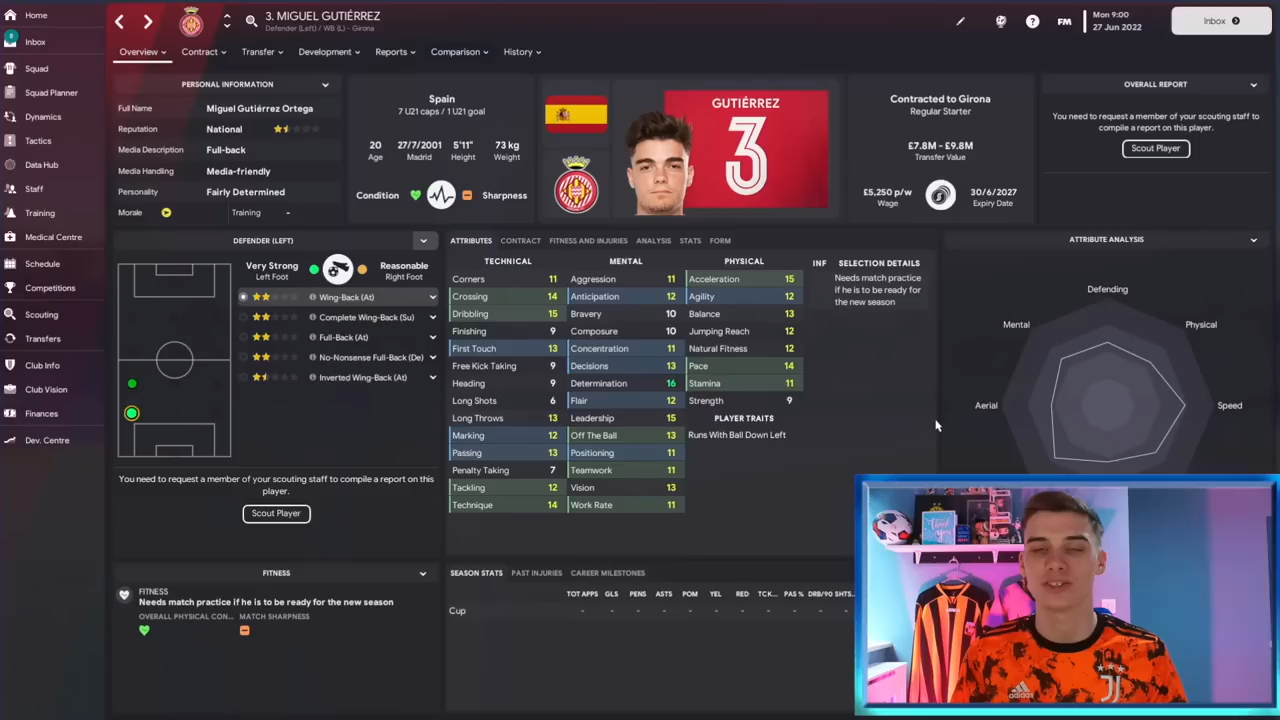 Home
Inbox
Squad
Squad Planner
Dynamics
Tactics
Data Hub
Staff
Training
Medical Centre
Schedule
Competitions
Scouting
Transfers
Club Info
Club Vision
Finances
Dev. Centre
3. MIGUEL GUTIÉRREZ
Defender (Left) / WB (L) - Girona
FM
Mon 9:00
27 Jun 2022
Inbox
Overview Contract Transfer Development Reports Comparison History
PERSONAL INFORMATION
Full Name Miguel Gutiérrez Ortega
Reputation National
Media Description Full-back
Media Handling Media-friendly
Personality Fairly Determined
Morale Training -
Spain
7 U21 caps / 1 U21 goal
20 27/7/2001 5'11" 73 kg
Age Madrid Height Weight
Condition Sharpness
GUTIÉRREZ
3
Contracted to Girona
Regular Starter
£7.8M - £9.8M
Transfer Value
£5,250 p/w 30/6/2027
Wage Expiry Date
OVERALL REPORT
You need to request a member of your scouting staff to
compile a report on this player.
Scout Player
DEFENDER (LEFT)
Very Strong Reasonable
Left Foot Right Foot
Wing-Back (At)
Complete Wing-Back (Su)
Full-Back (At)
No-Nonsense Full-Back (De)
Inverted Wing-Back (At)
You need to request a member of your scouting staff to compile a report on this
player.
Scout Player
ATTRIBUTES CONTRACT FITNESS AND INJURIES ANALYSIS STATS FORM
TECHNICAL MENTAL PHYSICAL
Corners 11 Aggression 11 Acceleration 15
Crossing 14 Anticipation 12 Agility 12
Dribbling 15 Bravery 10 Balance 13
Finishing 9 Composure 10 Jumping Reach 12
First Touch 13 Concentration 11 Natural Fitness 12
Free Kick Taking 9 Decisions 13 Pace 14
Heading 9 Determination 16 Stamina 11
Long Shots 6 Flair 12 Strength 9
Long Throws 13 Leadership 15 PLAYER TRAITS
Marking 12 Off The Ball 13 Runs With Ball Down Left
Passing 13 Positioning 11
Penalty Taking 7 Teamwork 11
Tackling 12 Vision 13
Technique 14 Work Rate 11
INF SELECTION DETAILS
Needs match practice
if he is to be ready for
the new season
ATTRIBUTE ANALYSIS
Defending
Mental Physical
Aerial Speed
FITNESS
FITNESS
Needs match practice if he is to be ready for the new season
OVERALL PHYSICAL CON... MATCH SHARPNESS
SEASON STATS PAST INJURIES CAREER MILESTONES
TOT APPS GLS PENS ASTS POM YEL RED TCK... PAS % DRB/90 SHTS...
Cup - - - - - - - - - - -